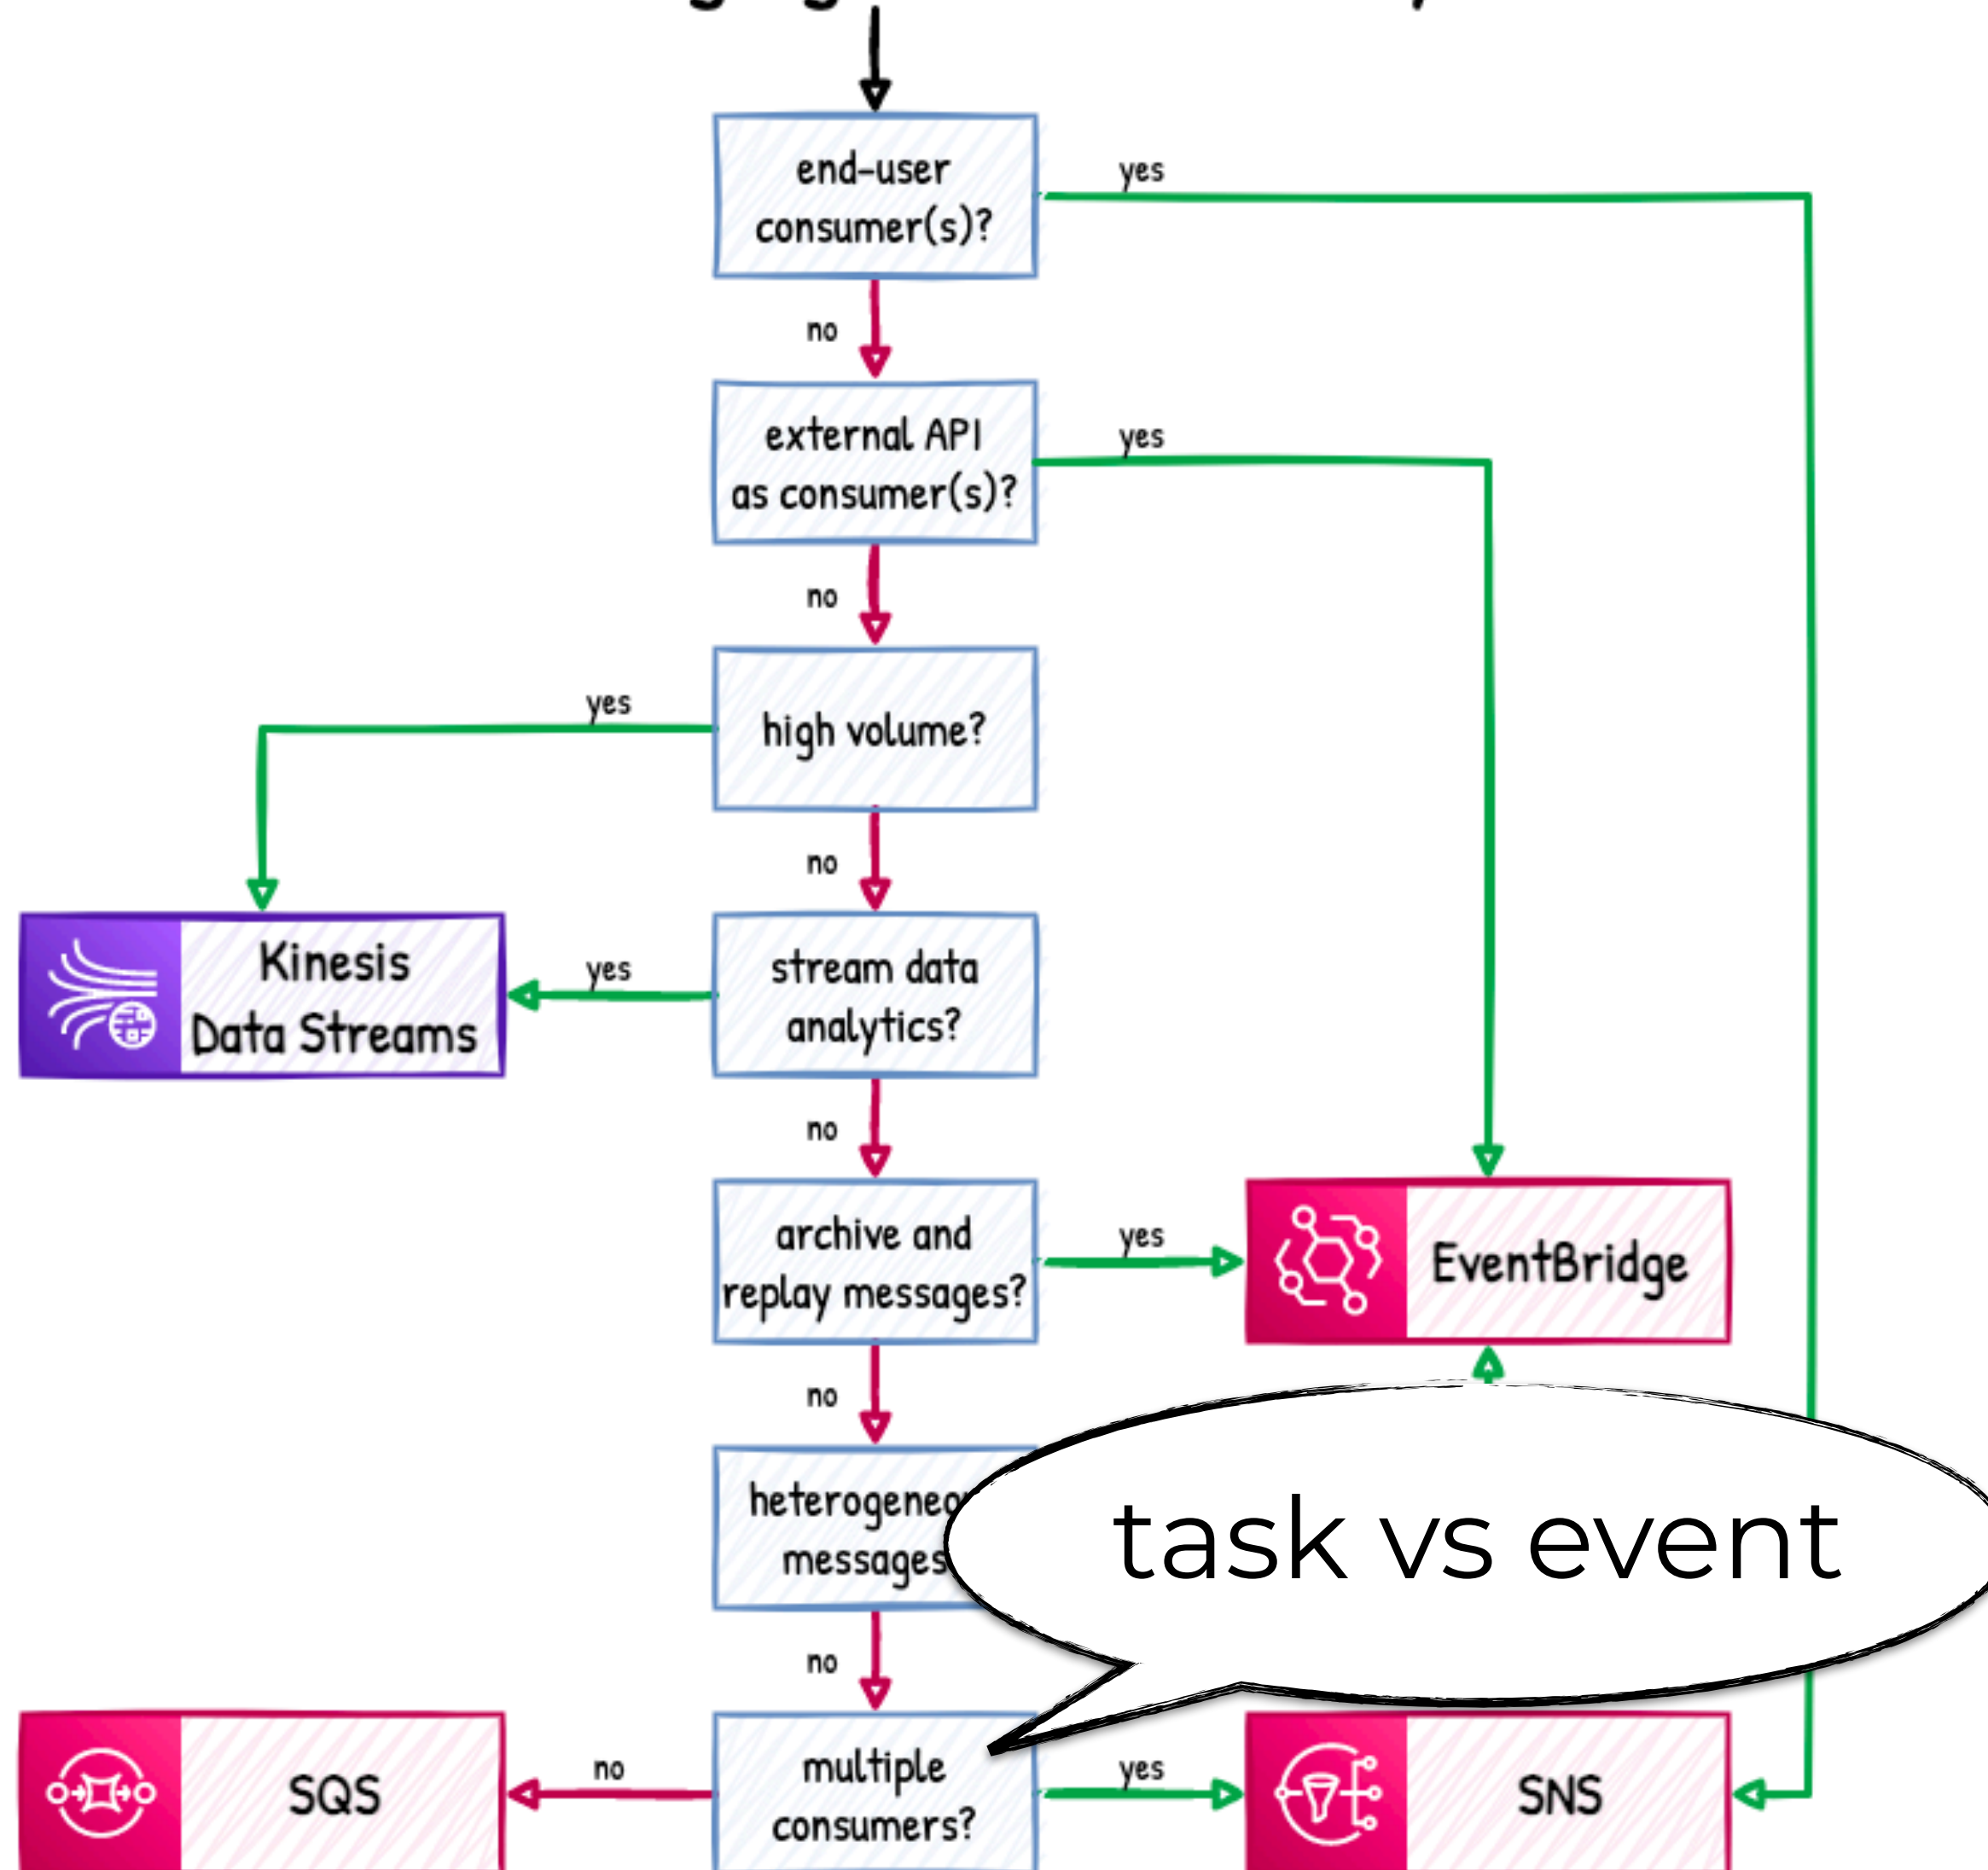 end-user
consumer(s)?
yes
no
external API
as consumer(s)?
yes
no
high volume?
yes
no
Kinesis
Data Streams
yes
stream data
analytics?
no
archive and
replay messages?
yes
EventBridge
no
messages
task vs event
no
SQS
no
multiple
consumers?
yes
SNS